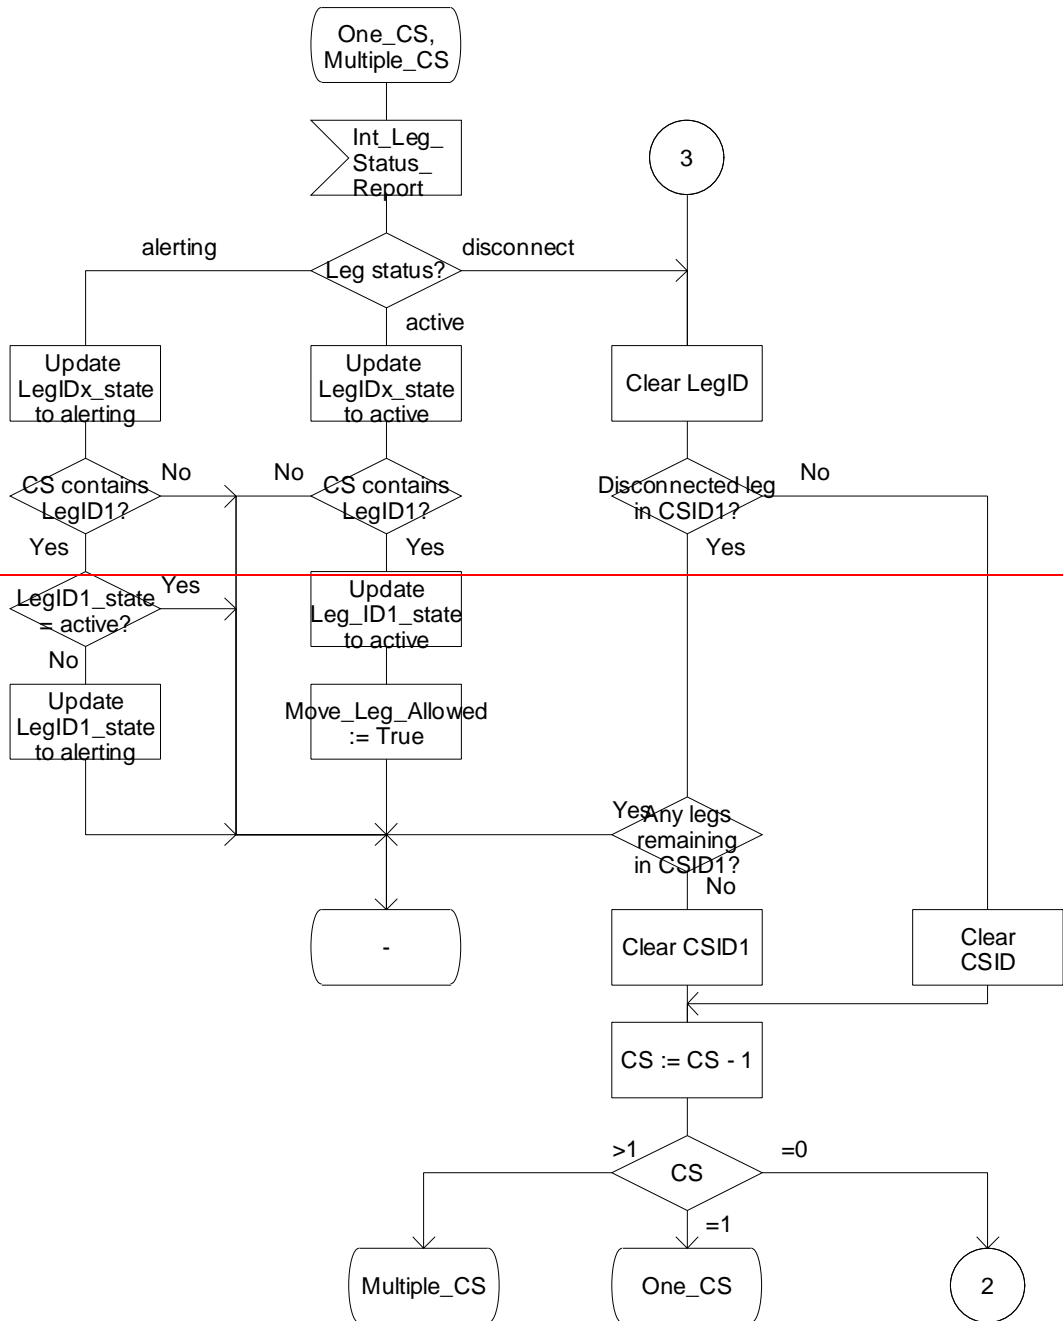 One_CS,
Multiple_CS
Int_Leg_
Status_
Report
3
alerting
Leg status?
disconnect
active
Update
LegIDx_state
to alerting
Update
LegIDx_state
to active
Clear LegID
CS contains
LegID1?
No
No
CS contains
LegID1?
Disconnected leg
in CSID1?
No
Yes
Yes
Yes
LegID1_state
= active?
Yes
Update
Leg_ID1_state
to active
No
Update
LegID1_state
to alerting
Move_Leg_Allowed
:= True
Yes
Any legs
remaining
in CSID1?
No
-
Clear CSID1
Clear
CSID
CS := CS - 1
>1
CS
=0
=1
Multiple_CS
One_CS
2